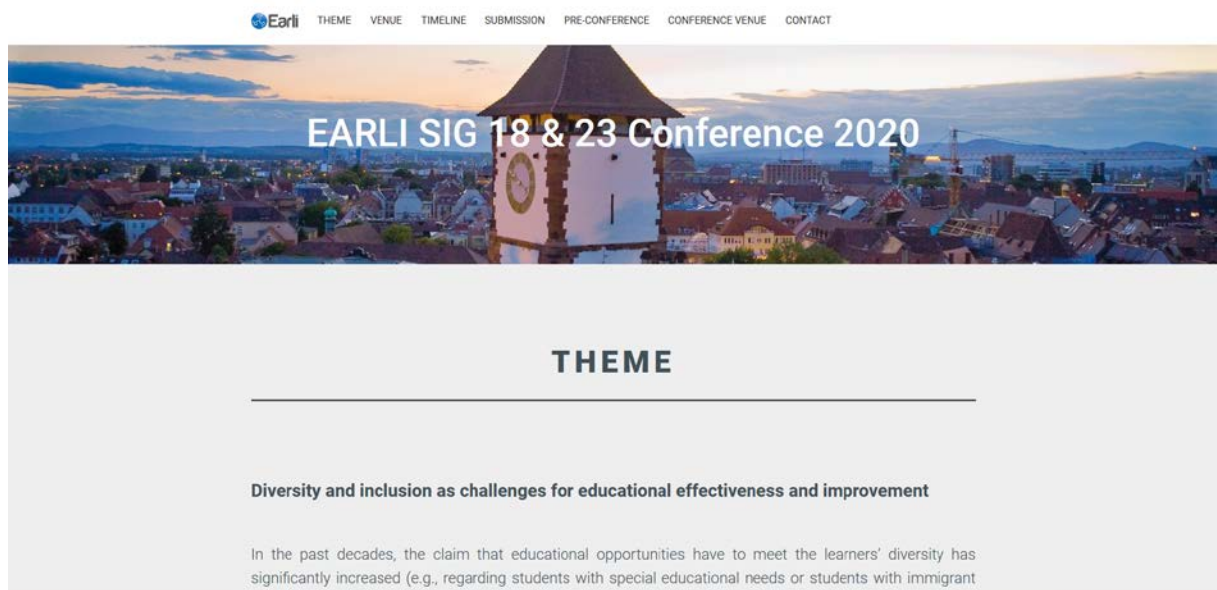 Earli THEME VENUE TIMELINE SUBMISSION PRE-CONFERENCE CONFERENCE VENUE CONTACT
EARLI SIG 18 & 23 Conference 2020
THEME
Diversity and inclusion as challenges for educational effectiveness and improvement
In the past decades, the claim that educational opportunities have to meet the learners' diversity has
significantly increased (e.g., regarding students with special educational needs or students with immigrant